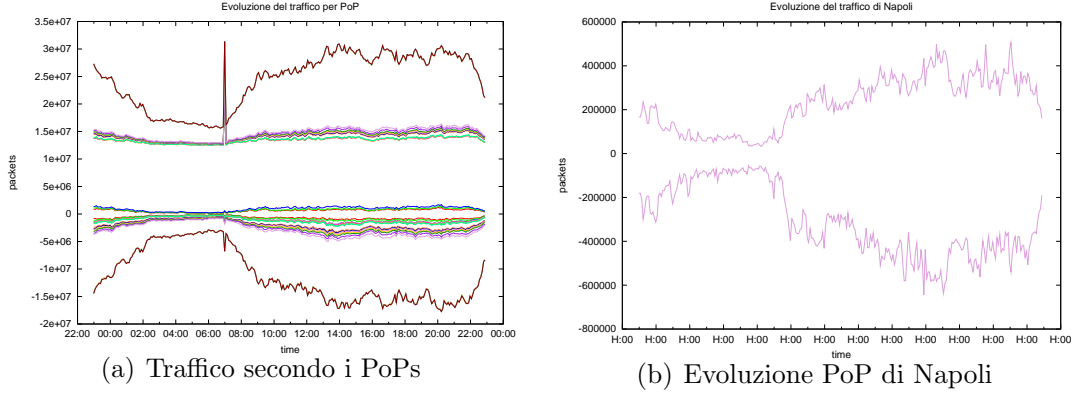 Evoluzione del traffico per PoP
3.5e+07
3e+07
2.5e+07
2e+07
1.5e+07
1e+07
5e+06
0
-5e+06
-1e+07
-1.5e+07
-2e+07
packets
22:00 00:00 02:00 04:00 06:00 08:00 10:00 12:00 14:00 16:00 18:00 20:00 22:00 00:00
time
(a) Traffico secondo i PoPs
Evoluzione del traffico di Napoli
600000
400000
200000
0
-200000
-400000
-600000
-800000
packets
H:00 H:00 H:00 H:00 H:00 H:00 H:00 H:00 H:00 H:00 H:00 H:00 H:00 H:00
time
(b) Evoluzione PoP di Napoli